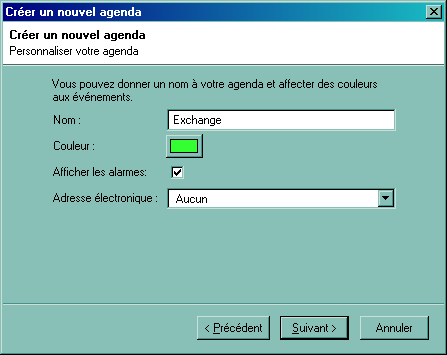 Créer un nouvel agenda
Créer un nouvel agenda
Personnaliser votre agenda
Vous pouvez donner un nom à votre agenda et affecter des couleurs
aux événements.
Nom : Exchange
Couleur :
Afficher les alarmes:
Adresse électronique : Aucun
< Précédent Suivant > Annuler